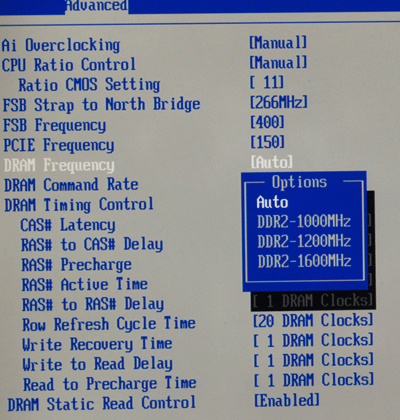 Advanced
Ai Overclocking [Manual]
CPU Ratio Control [Manual]
Ratio CMOS Setting [ 11]
FSB Strap to North Bridge [266MHz]
FSB Frequency [400]
PCIE Frequency [150]
DRAM Frequency [Auto]
DRAM Command Rate
DRAM Timing Control
CAS# Latency
RAS# to CAS# Delay
RAS# Precharge
RAS# Active Time
RAS# to RAS# Delay [ 1 DRAM Clocks]
Row Refresh Cycle Time [20 DRAM Clocks]
Write Recovery Time [ 1 DRAM Clocks]
Write to Read Delay [ 1 DRAM Clocks]
Read to Precharge Time [ 1 DRAM Clocks]
DRAM Static Read Control [Enabled]
Options
Auto
DDR2-1000MHz
DDR2-1200MHz
DDR2-1600MHz